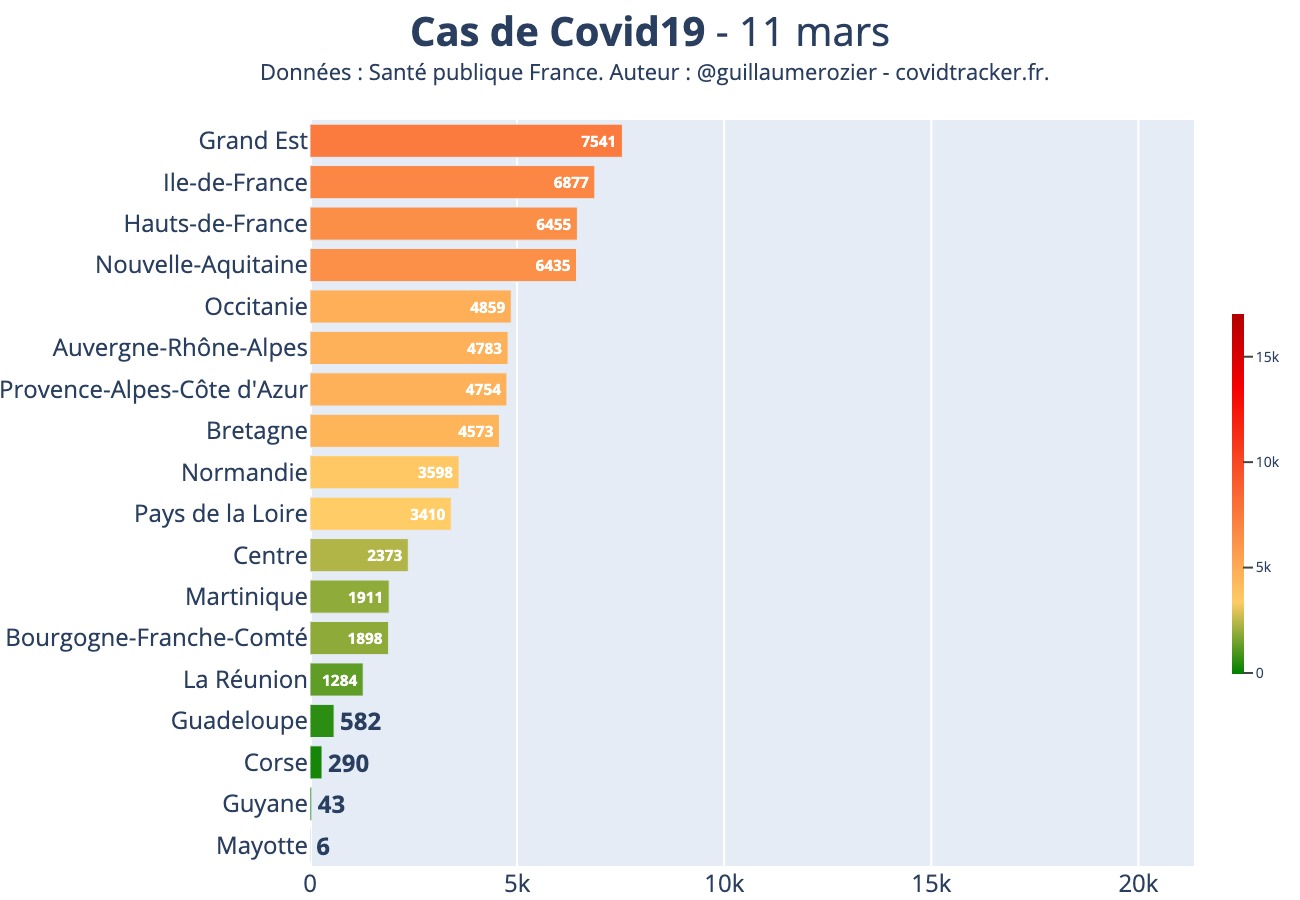 Cas de Covid19 - 11 mars
Données : Santé publique France. Auteur : @guillaumerozier - covidtracker.fr.
Grand Est 7541
Ile-de-France 6877
Hauts-de-France 6455
Nouvelle-Aquitaine 6435
Occitanie 4859
Auvergne-Rhône-Alpes 4783
Provence-Alpes-Côte d'Azur 4754
Bretagne 4573
Normandie 3598
Pays de la Loire 3410
Centre 2373
Martinique 1911
Bourgogne-Franche-Comté 1898
La Réunion 1284
Guadeloupe 582
Corse 290
Guyane 43
Mayotte 6
0 5k 10k 15k 20k
15k
10k
5k
0